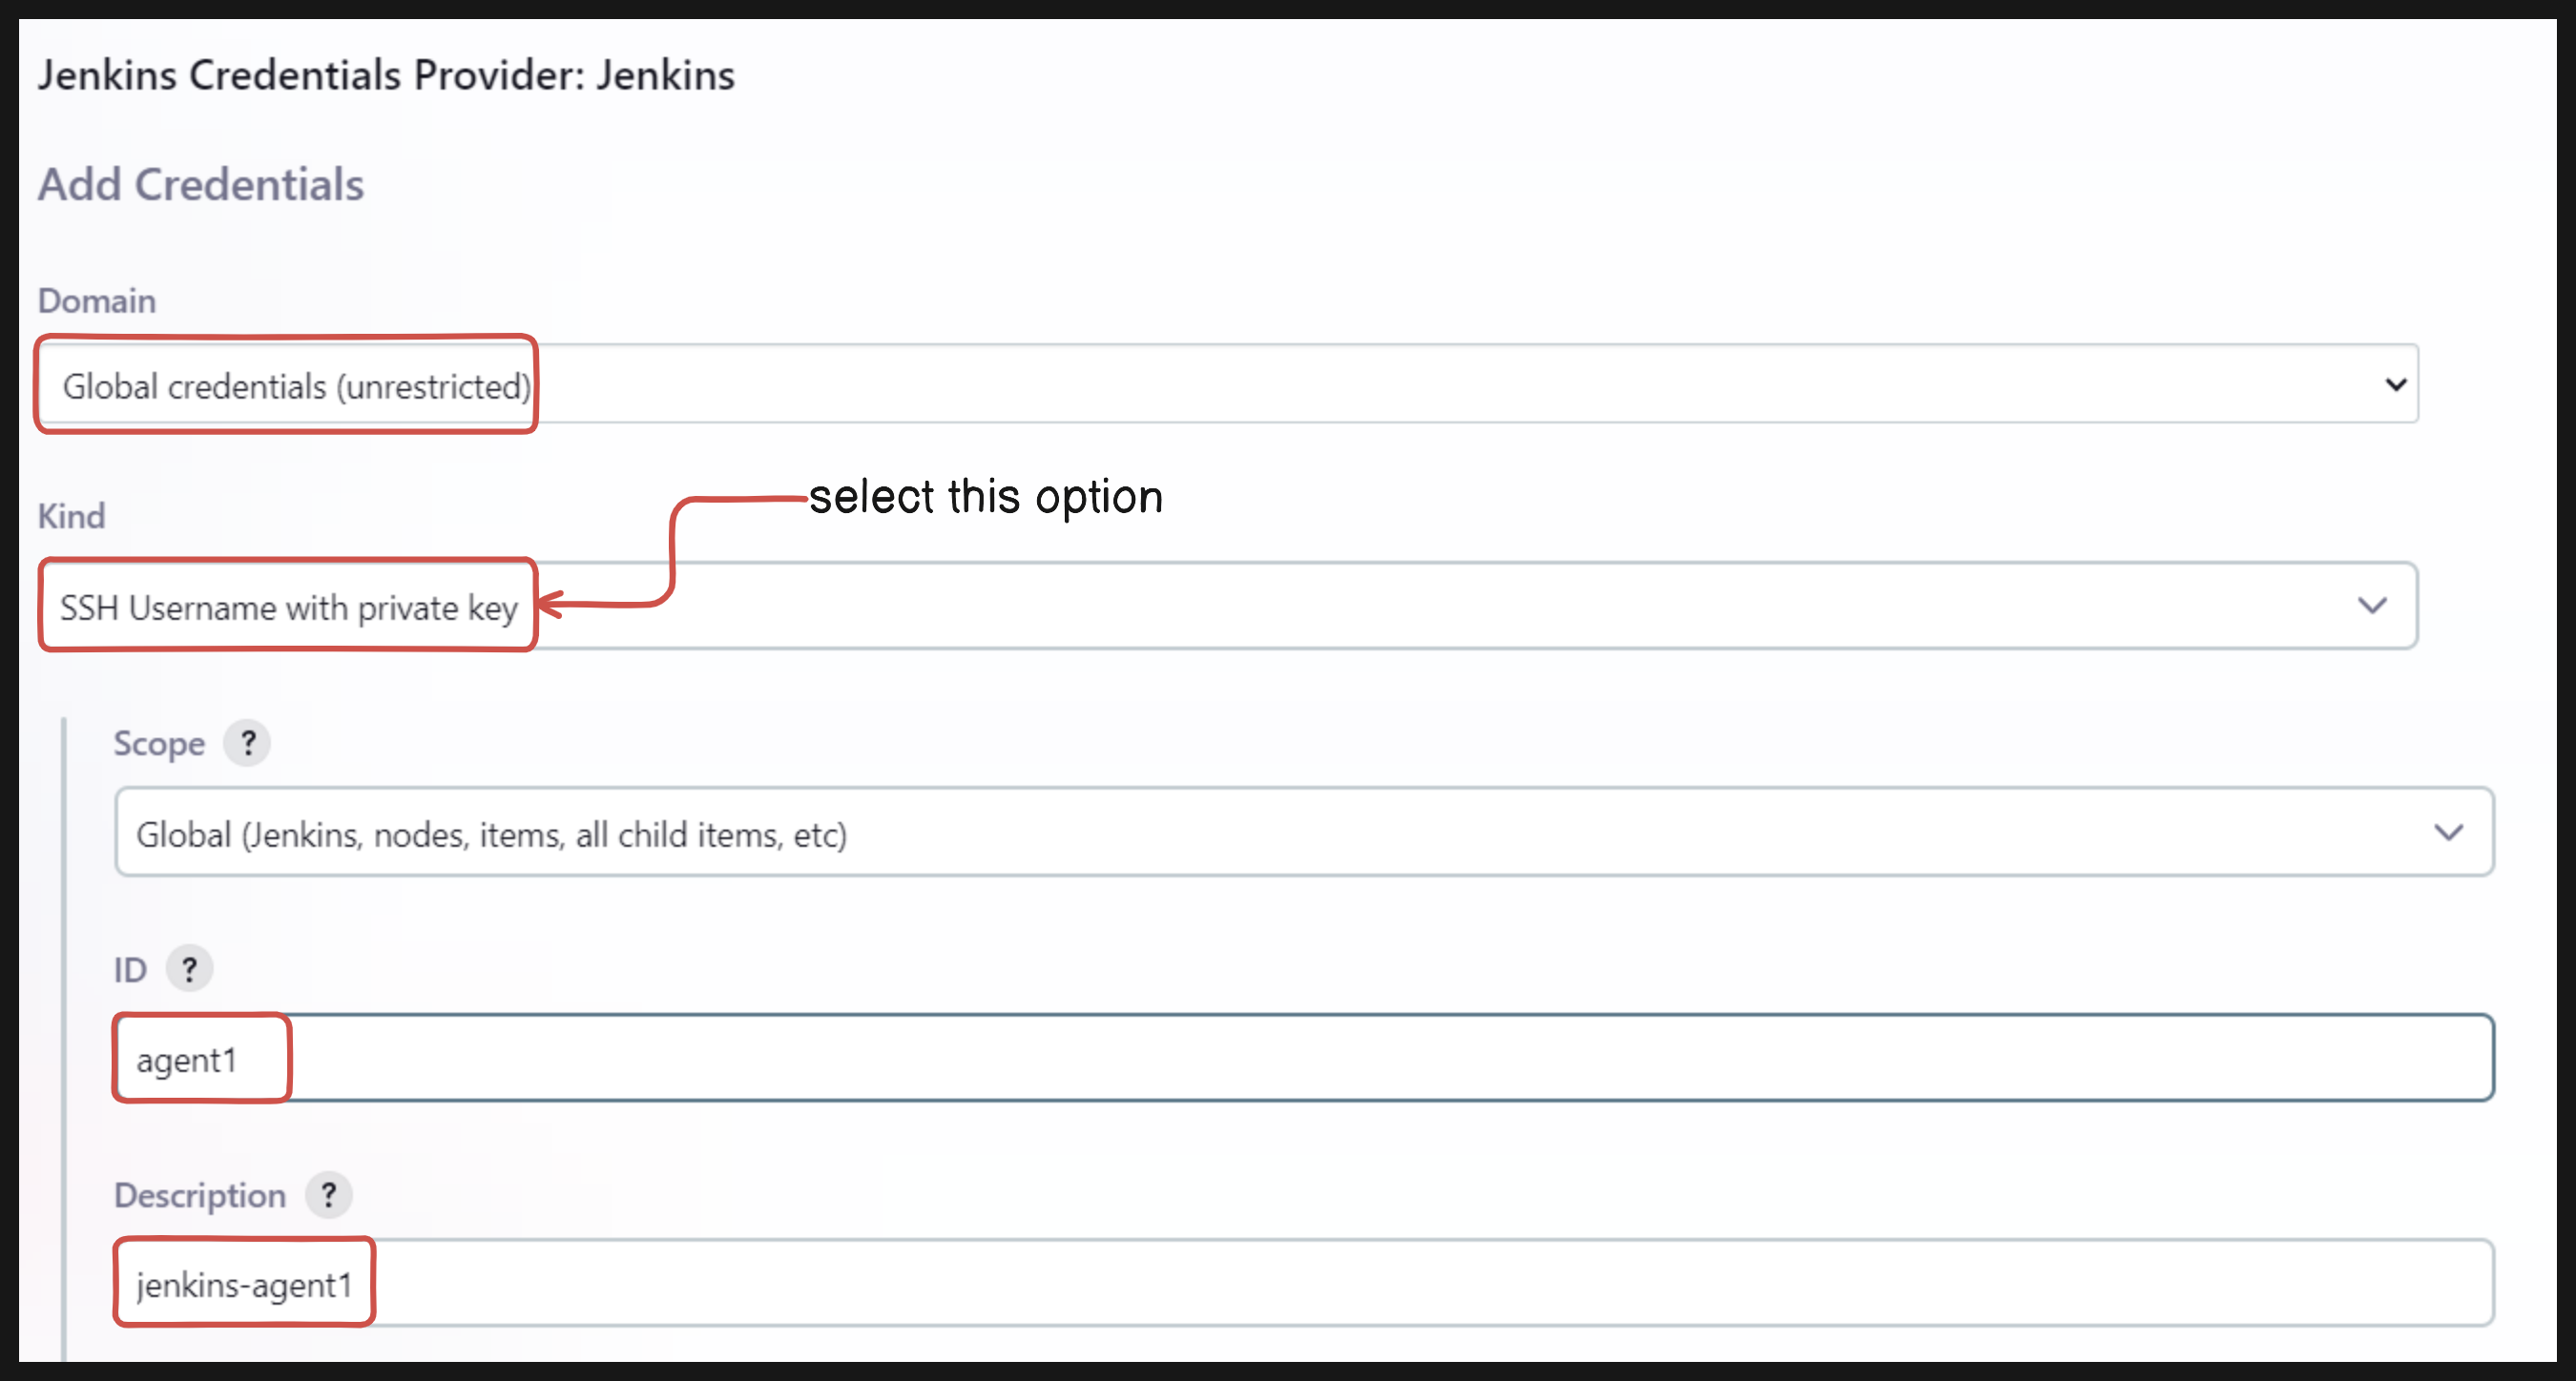 Jenkins Credentials Provider: Jenkins
Add Credentials
Domain
Global credentials (unrestricted)
select this option
Kind
SSH Username with private key
Scope ?
Global (Jenkins, nodes, items, all child items, etc)
ID ?
agent1
Description ?
jenkins-agent1